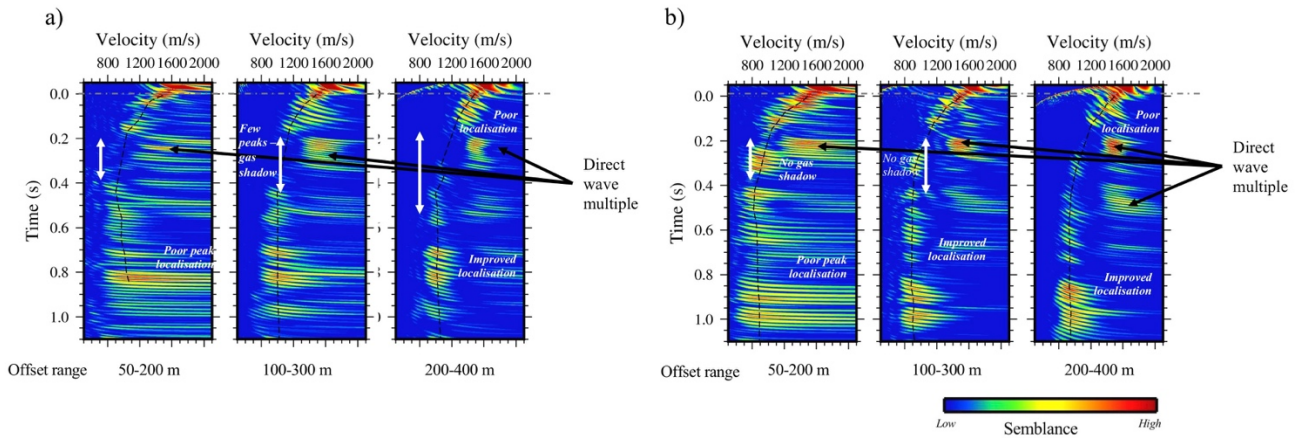 a)
Velocity (m/s)
Velocity (m/s)
Velocity (m/s)
800 1200 1600 2000
800 1200 1600 2000
800 1200 1600 2000
Time (s)
0.0
0.2
0.4
0.6
0.8
1.0
Poor peak
localisation
Few
peaks –
gas
shadow
Poor
localisation
Improved
localisation
Direct
wave
multiple
Offset range
50-200 m
100-300 m
200-400 m
b)
Velocity (m/s)
Velocity (m/s)
Velocity (m/s)
800 1200 1600 2000
800 1200 1600 2000
800 1200 1600 2000
Time (s)
0.0
0.2
0.4
0.6
0.8
1.0
No gas
shadow
Poor peak
localisation
No gas
shadow
Improved
localisation
Poor
localisation
Improved
localisation
Direct
wave
multiple
Offset range
50-200 m
100-300 m
200-400 m
Low
High
Semblance